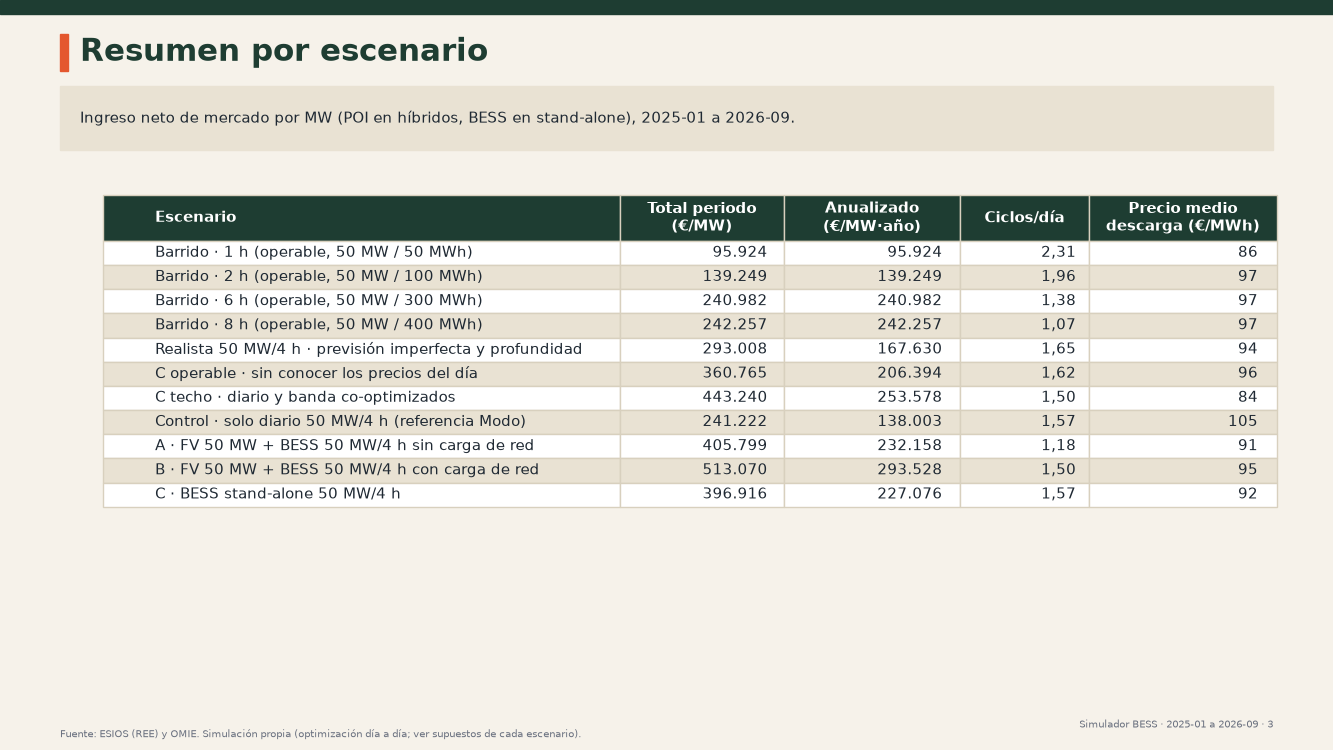 Resumen por escenario
Ingreso neto de mercado por MW (POI en híbridos, BESS en stand-alone), 2025-01 a 2026-09.
Escenario Total periodo (€/MW) Anualizado (€/MW·año) Ciclos/día Precio medio descarga (€/MWh)
Barrido · 1 h (operable, 50 MW / 50 MWh) 95.924 95.924 2,31 86
Barrido · 2 h (operable, 50 MW / 100 MWh) 139.249 139.249 1,96 97
Barrido · 6 h (operable, 50 MW / 300 MWh) 240.982 240.982 1,38 97
Barrido · 8 h (operable, 50 MW / 400 MWh) 242.257 242.257 1,07 97
Realista 50 MW/4 h · previsión imperfecta y profundidad 293.008 167.630 1,65 94
C operable · sin conocer los precios del día 360.765 206.394 1,62 96
C techo · diario y banda co-optimizados 443.240 253.578 1,50 84
Control · solo diario 50 MW/4 h (referencia Modo) 241.222 138.003 1,57 105
A · FV 50 MW + BESS 50 MW/4 h sin carga de red 405.799 232.158 1,18 91
B · FV 50 MW + BESS 50 MW/4 h con carga de red 513.070 293.528 1,50 95
C · BESS stand-alone 50 MW/4 h 396.916 227.076 1,57 92
Simulador BESS · 2025-01 a 2026-09 · 3
Fuente: ESIOS (REE) y OMIE. Simulación propia (optimización día a día; ver supuestos de cada escenario).